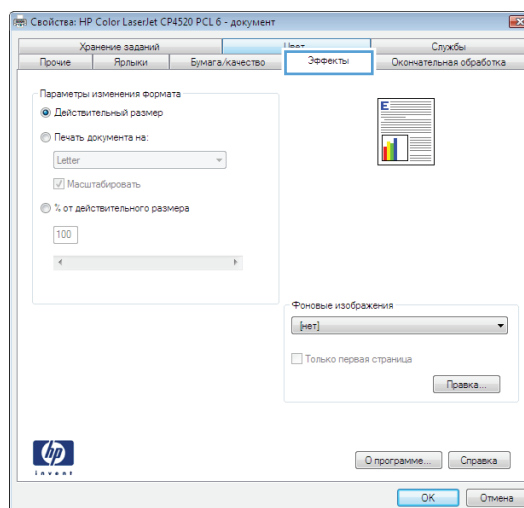 Свойства: HP Color LaserJet CP4520 PCL 6 - документ
Хранение заданий Цвет Службы
Прочие Ярлыки Бумага/качество Эффекты Окончательная обработка
Параметры изменения формата
Действительный размер
Печать документа на:
Letter
Масштабировать
% от действительного размера
100
E
Фоновые изображения
[нет]
Только первая страница
Правка...
hp
invent
О программе... Справка
OK Отмена